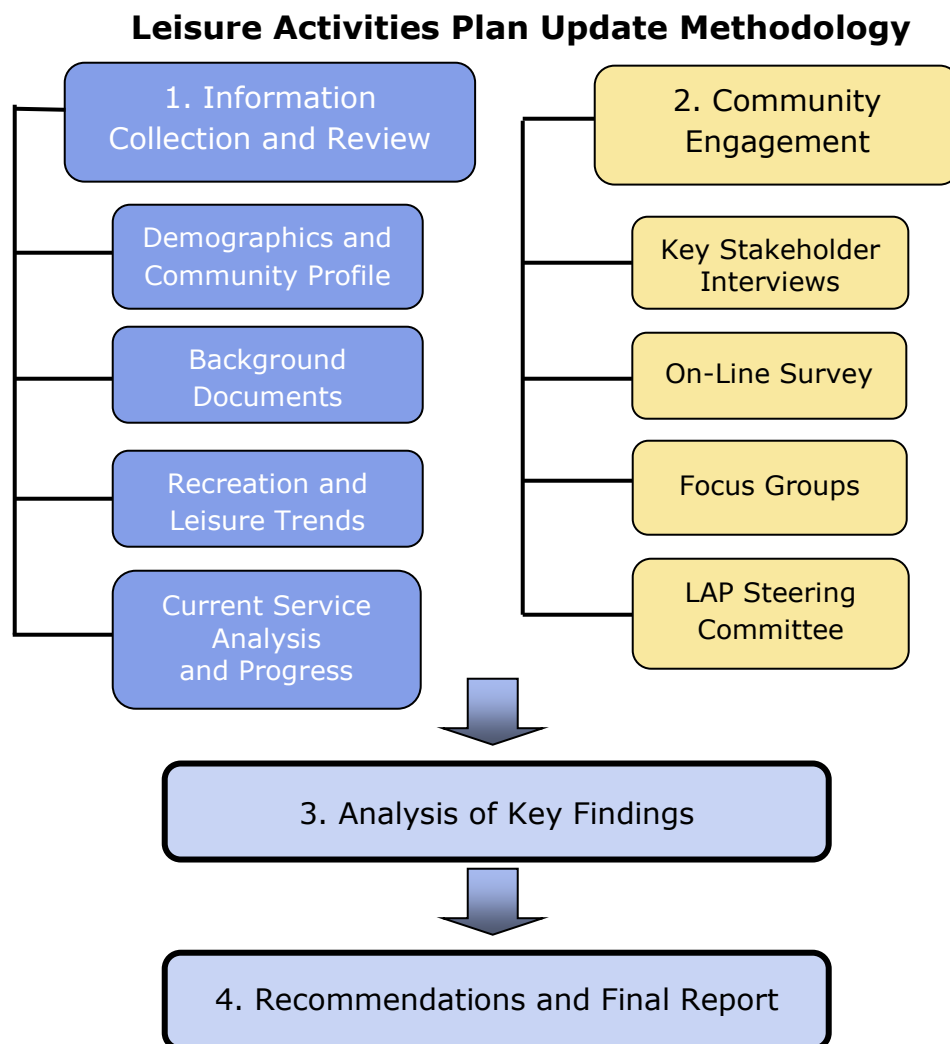 Leisure Activities Plan Update Methodology
1. Information
Collection and Review
Demographics and
Community Profile
Background
Documents
Recreation and
Leisure Trends
Current Service
Analysis
and Progress
2. Community
Engagement
Key Stakeholder
Interviews
On-Line Survey
Focus Groups
LAP Steering
Committee
3. Analysis of Key Findings
4. Recommendations and Final Report